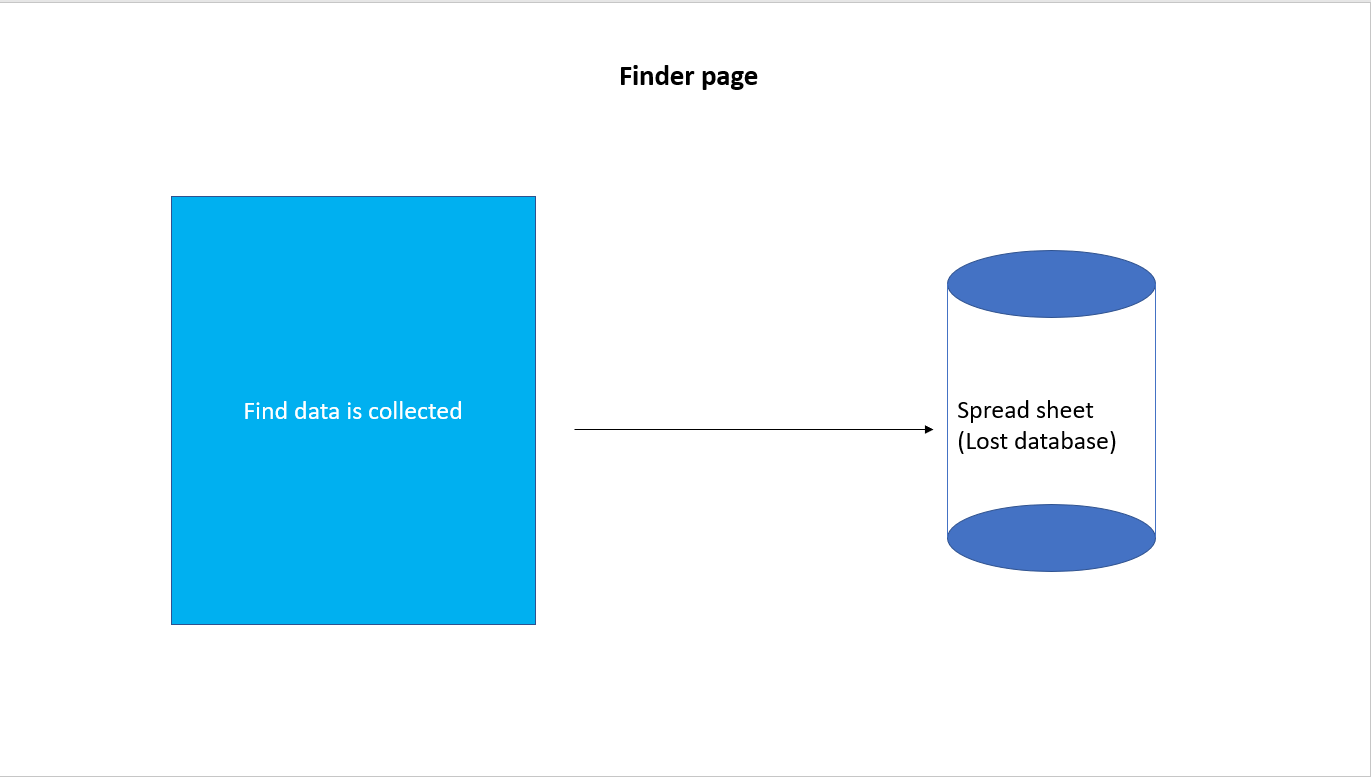 Finder page
Find data is collected
Spread sheet
(Lost database)